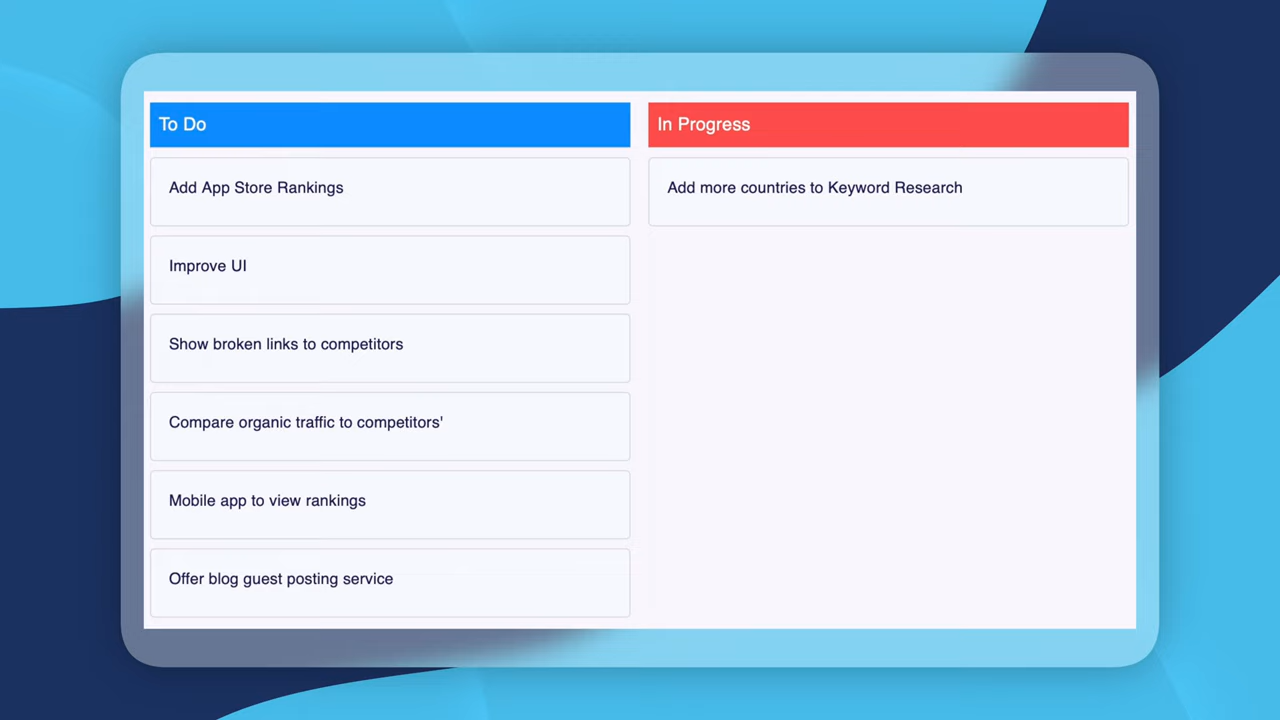 To Do
Add App Store Rankings
Improve UI
Show broken links to competitors
Compare organic traffic to competitors'
Mobile app to view rankings
Offer blog guest posting service
In Progress
Add more countries to Keyword Research